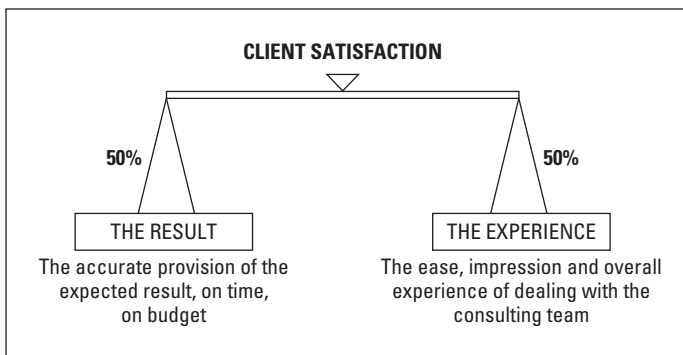 CLIENT SATISFACTION
50%
50%
THE RESULT
The accurate provision of the
expected result, on time,
on budget
THE EXPERIENCE
The ease, impression and overall
experience of dealing with the
consulting team